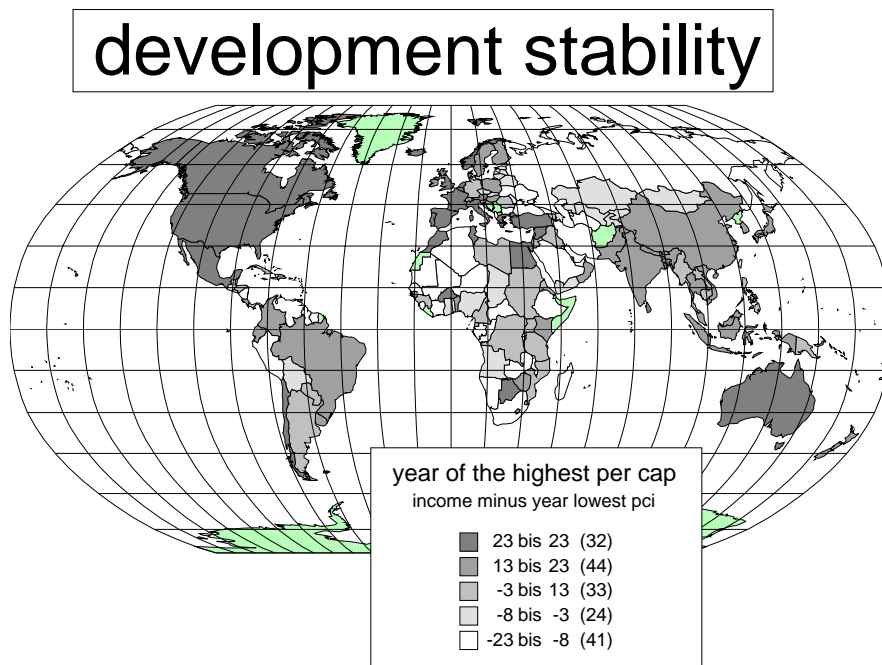 development stability
year of the highest per cap
income minus year lowest pci
23 bis 23 (32)
13 bis 23 (44)
-3 bis 13 (33)
-8 bis -3 (24)
-23 bis -8 (41)